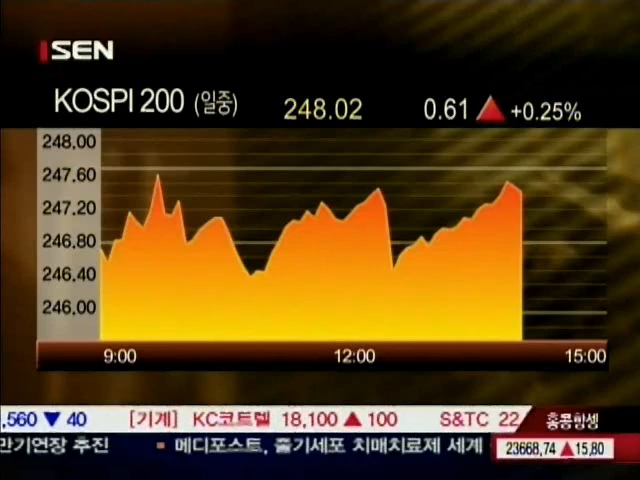 SEN
KOSPI 200 (일중) 248.02 0.61 ▲ +0.25%
248.00
247.60
247.20
246.80
246.40
246.00
9:00 12:00 15:00
,560 ▼ 40 [기계] KC코트렐 18,100 ▲ 100 S&TC 22 홍콩항셍
만기연장 추진 ▪ 메디포스트, 줄기세포 치매치료제 세계 23668,74 ▲ 15,80